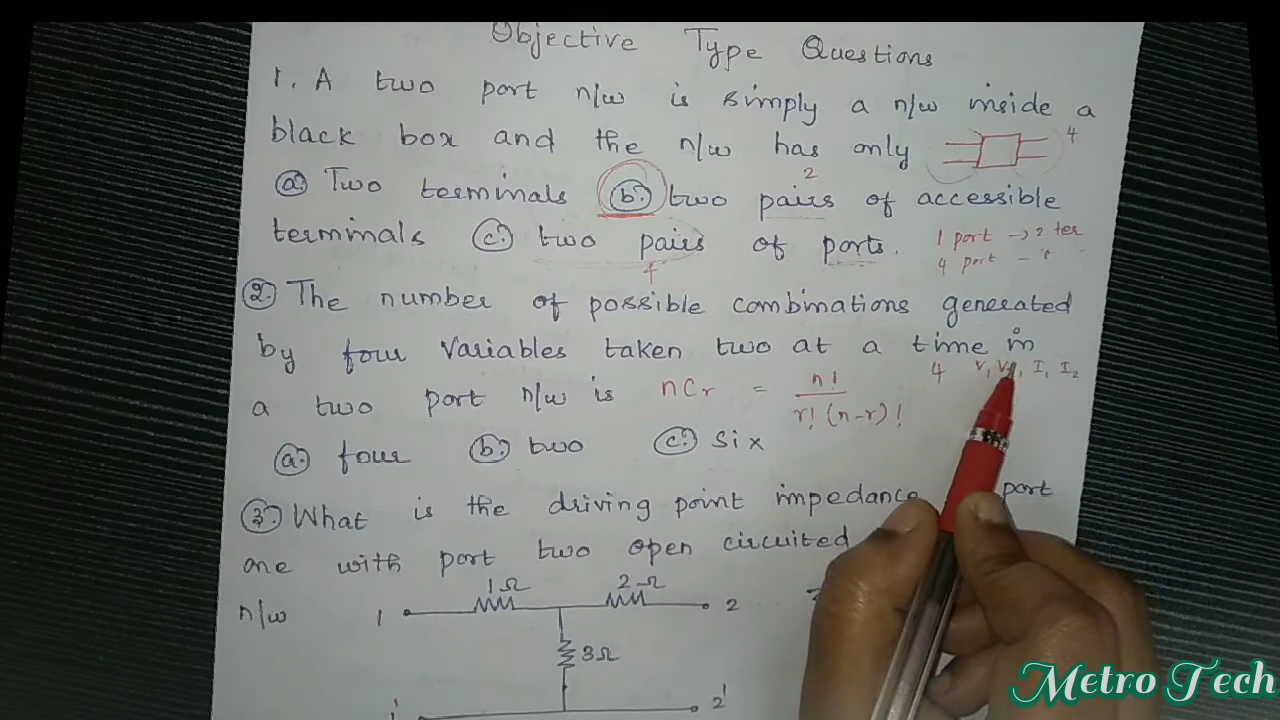 Objective Type Questions
1. A two port n/w is simply a n/w inside a
black box and the n/w has only 4
2
a. Two terminals b. two pairs of accessible
terminals c. two pairs of ports. 1 port → 2 ter
4
4 port -
2. The number of possible combinations generated
by four variables taken two at a time in
4 V1 V2, I1 I2
a two port n/w is nCr = n! / r! (n-r)!
a. four b. two c. six
3. What is the driving point impedance port
one with port two open circuited
n/w
1Ω 2Ω
1 2
3Ω
1' 2'
Metro Tech